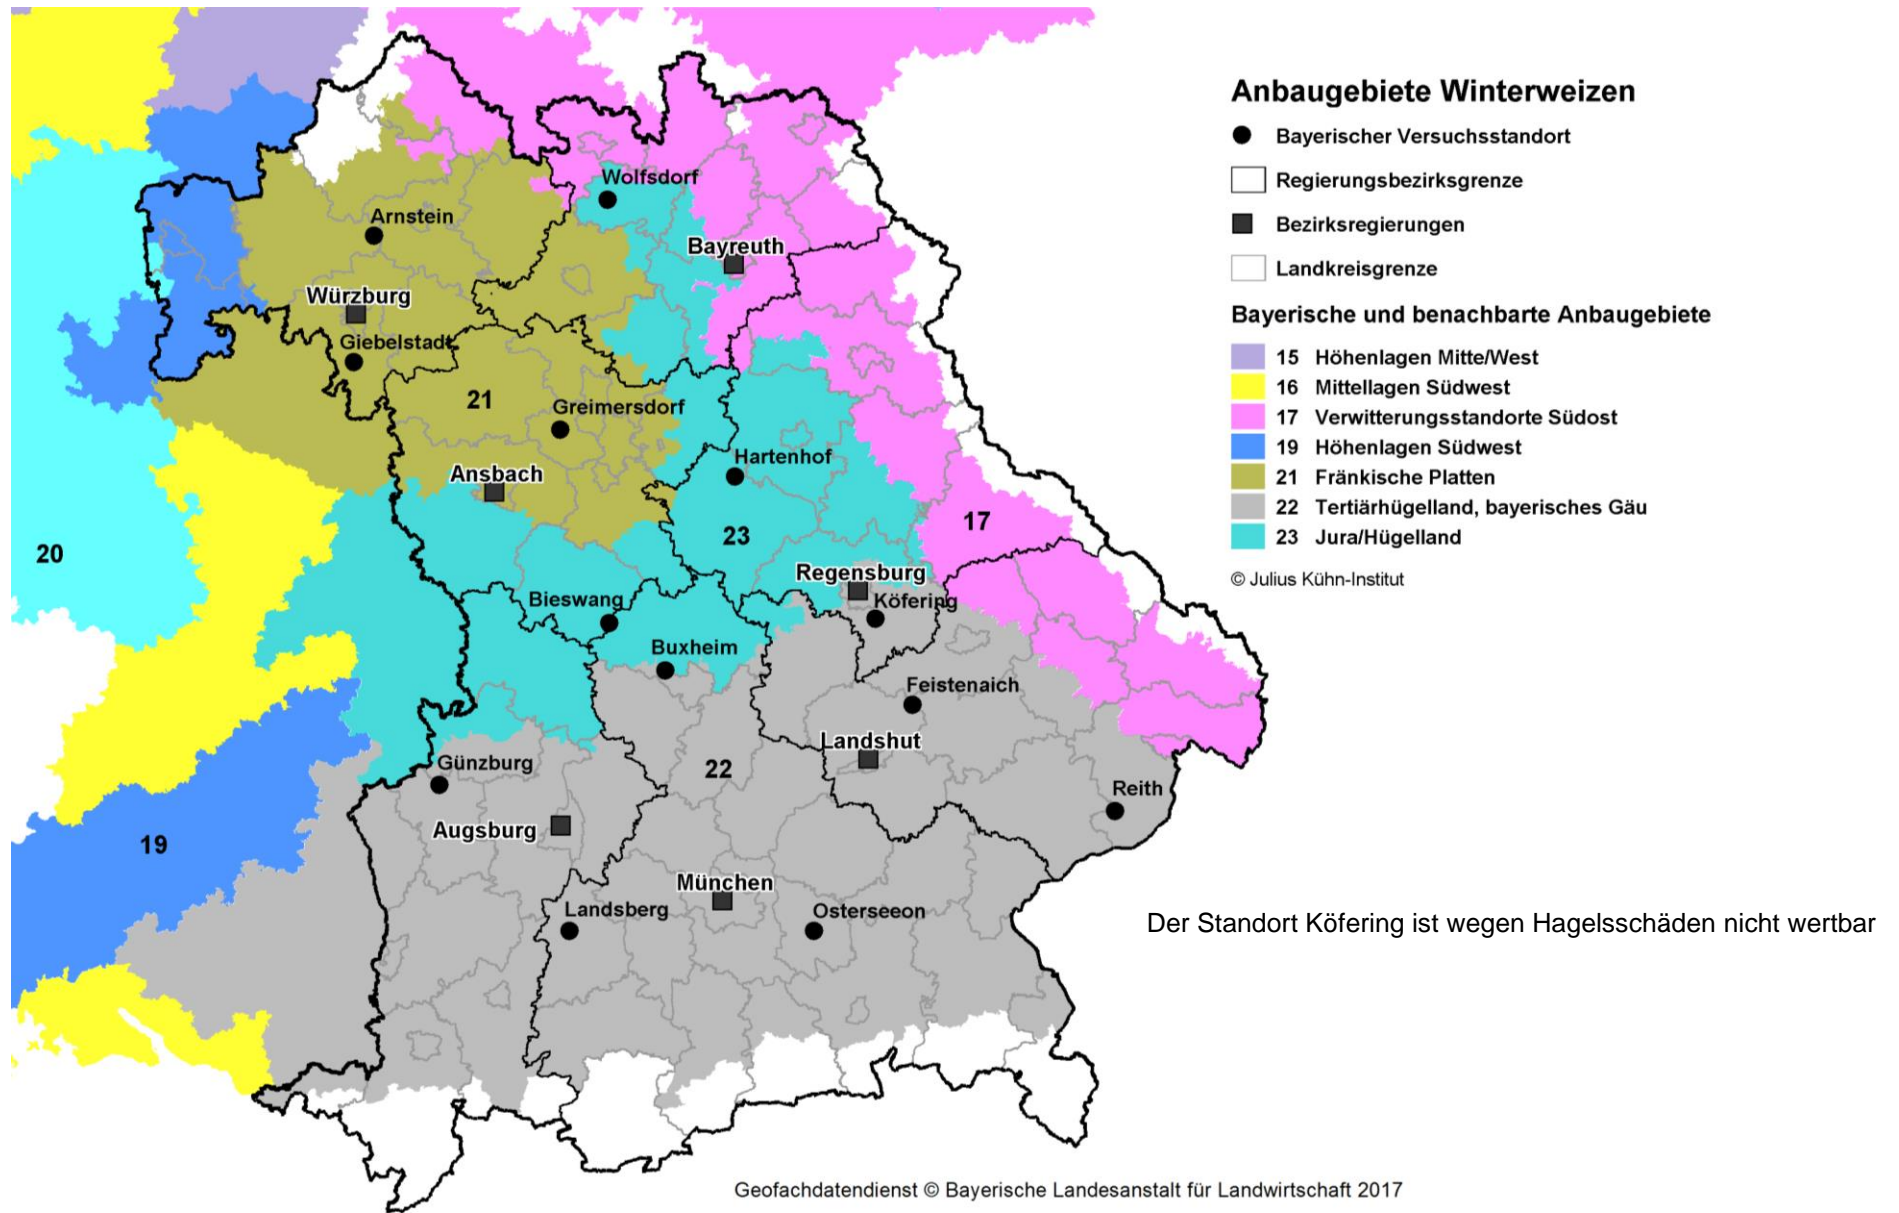 Wolfsdorf
Arnstein
Bayreuth
Würzburg
Giebelstadt
21
Greimersdorf
Hartenhof
Ansbach
17
23
20
Regensburg
Bieswang
Köfering
Buxheim
Feistenaich
Landshut
Günzburg
22
Reith
Augsburg
19
München
Landsberg
Osterseeon
Anbaugebiete Winterweizen
Bayerischer Versuchsstandort
Regierungsbezirksgrenze
Bezirksregierungen
Landkreisgrenze
Bayerische und benachbarte Anbaugebiete
15 Höhenlagen Mitte/West
16 Mittellagen Südwest
17 Verwitterungsstandorte Südost
19 Höhenlagen Südwest
21 Fränkische Platten
22 Tertiärhügelland, bayerisches Gäu
23 Jura/Hügelland
© Julius Kühn-Institut
Der Standort Köfering ist wegen Hagelsschäden nicht wertbar
Geofachdatendienst © Bayerische Landesanstalt für Landwirtschaft 2017